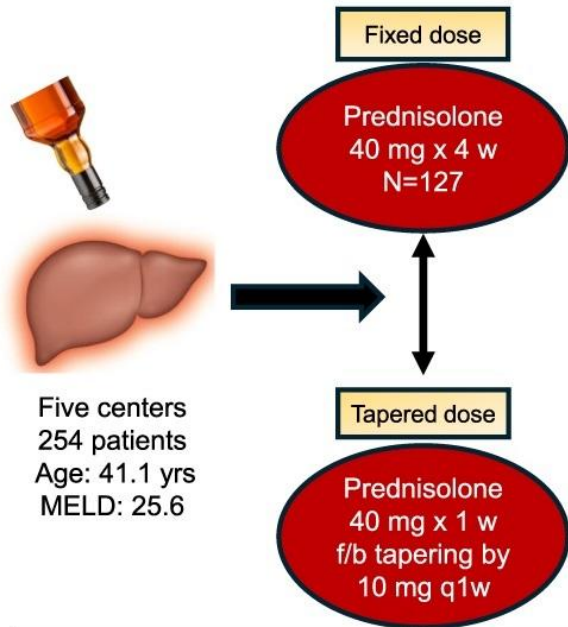 Fixed dose
Prednisolone
40 mg x 4 w
N=127
Five centers
254 patients
Age: 41.1 yrs
MELD: 25.6
Tapered dose
Prednisolone
40 mg x 1 w
f/b tapering by
10 mg q1w